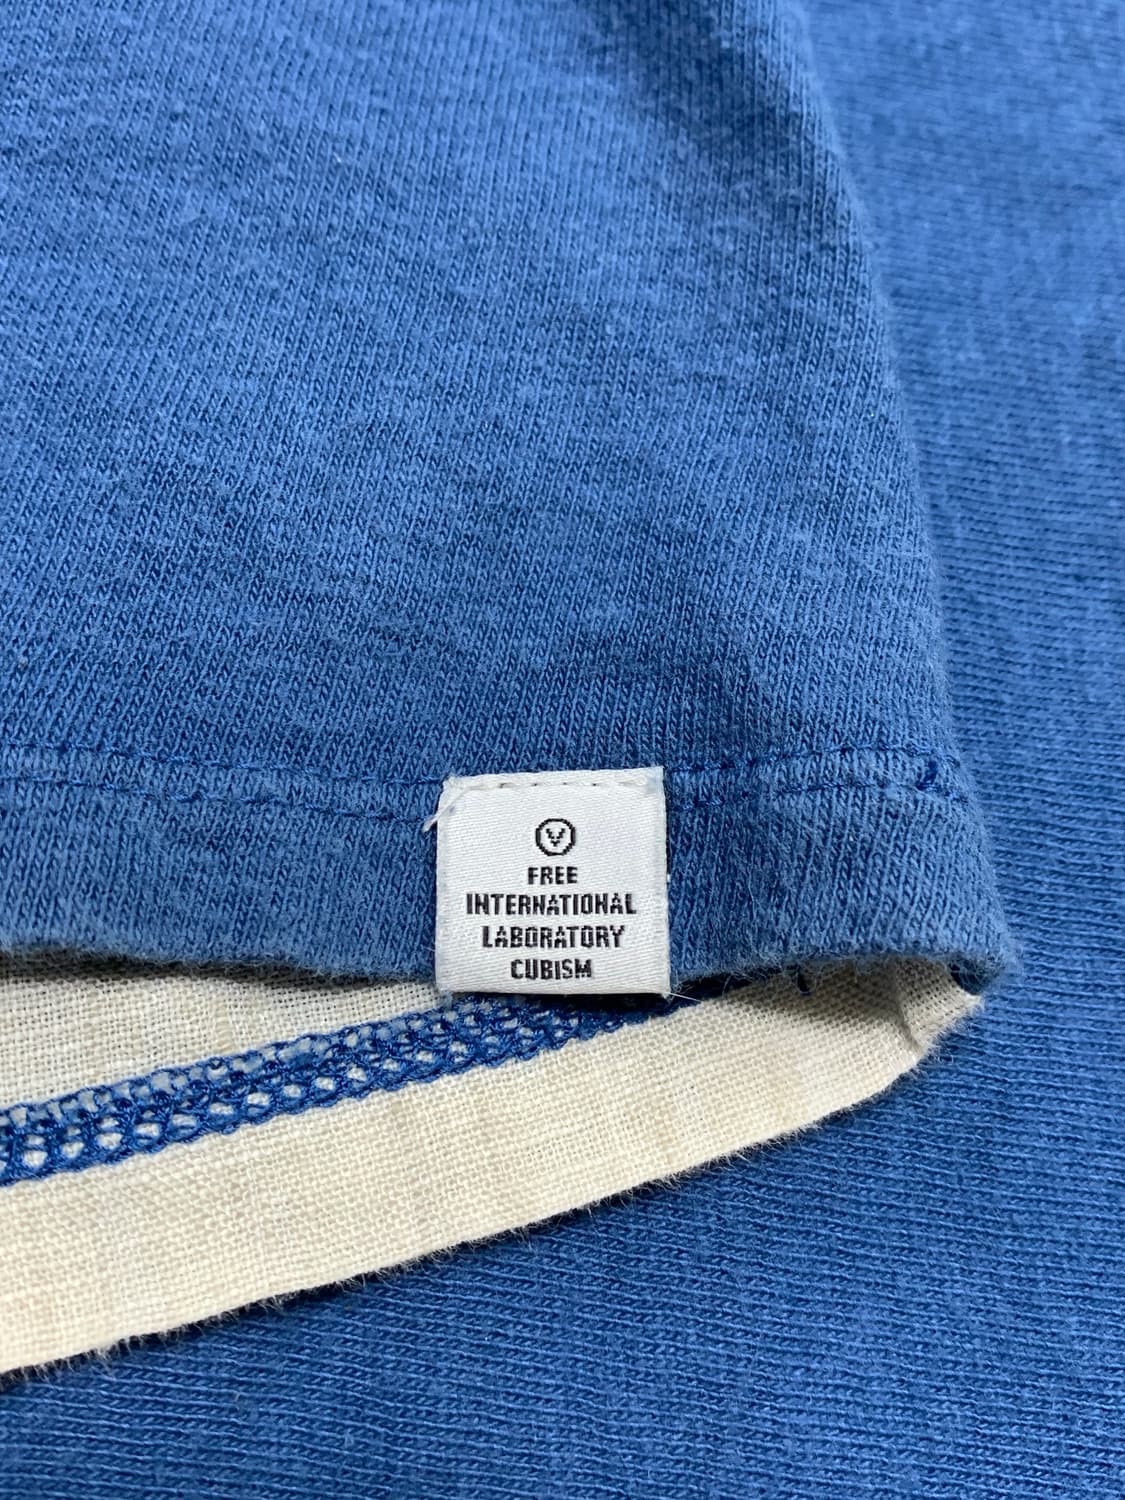 V
FREE
INTERNATIONAL
LABORATORY
CUBISM